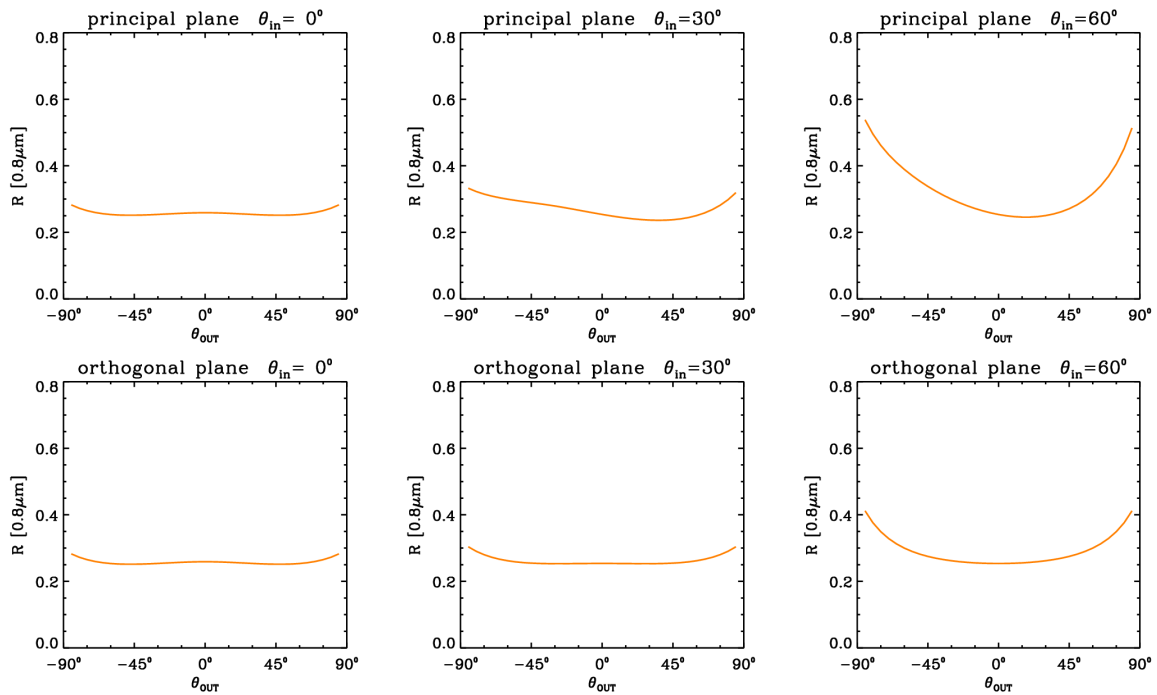 principal plane θin= 0°
principal plane θin=30°
principal plane θin=60°
0.8
0.6
0.4
0.2
0.0
R [0.8μm]
−90° −45° 0° 45° 90°
θOUT
0.8
0.6
0.4
0.2
0.0
R [0.8μm]
−90° −45° 0° 45° 90°
θOUT
0.8
0.6
0.4
0.2
0.0
R [0.8μm]
−90° −45° 0° 45° 90°
θOUT
orthogonal plane θin= 0°
orthogonal plane θin=30°
orthogonal plane θin=60°
0.8
0.6
0.4
0.2
0.0
R [0.8μm]
−90° −45° 0° 45° 90°
θOUT
0.8
0.6
0.4
0.2
0.0
R [0.8μm]
−90° −45° 0° 45° 90°
θOUT
0.8
0.6
0.4
0.2
0.0
R [0.8μm]
−90° −45° 0° 45° 90°
θOUT